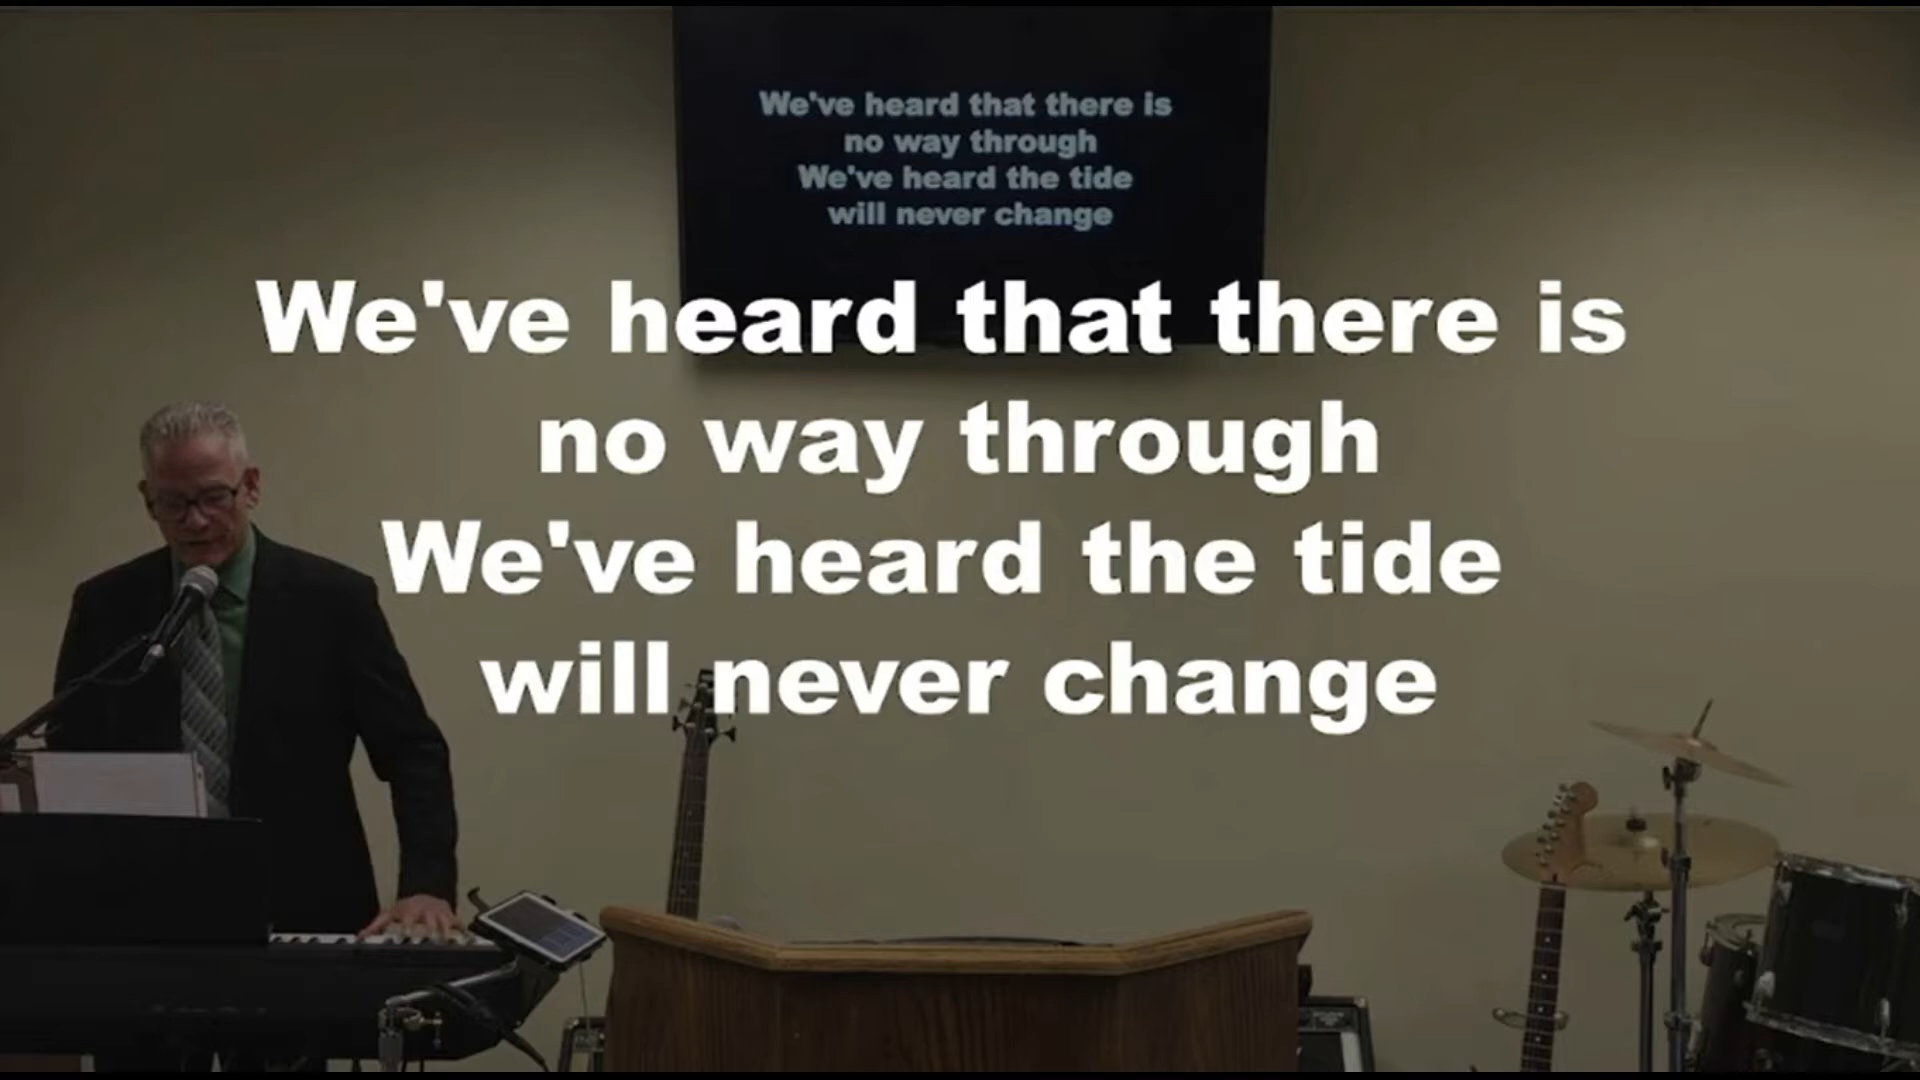 We've heard that there is
no way through
We've heard the tide
will never change
We've heard that there is
no way through
We've heard the tide
will never change